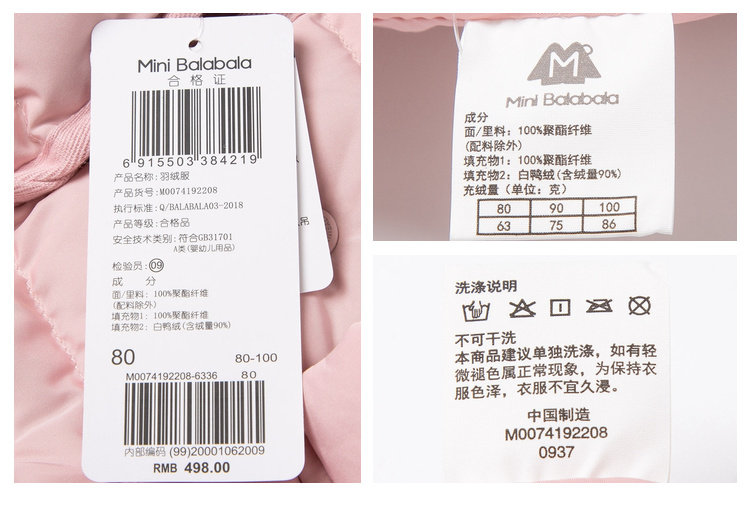 Mini Balabala
合格证
6 915503 384219
产品名称: 羽绒服
产品货号: M0074192208
执行标准: Q/BALABALA03-2018
产品等级: 合格品
安全技术类别: 符合GB31701
A类(婴幼儿用品)
检验员: 09
成 分
面/里料: 100%聚酯纤维
(配料除外)
填充物1: 100%聚酯纤维
填充物2: 白鸭绒(含绒量90%)
80 80-100
M0074192208-6336 80
内部编码 (99)20001062009
RMB 498.00
吊
M
Mini Balabala
成分
面/里料: 100%聚酯纤维
(配料除外)
填充物1: 100%聚酯纤维
填充物2: 白鸭绒(含绒量90%)
充绒量 (单位: 克)
80 90 100
63 75 86
洗涤说明
不可干洗
本商品建议单独洗涤, 如有轻
微褪色属正常现象, 为保持衣
服色泽, 衣服不宜久浸。
中国制造
M0074192208
0937